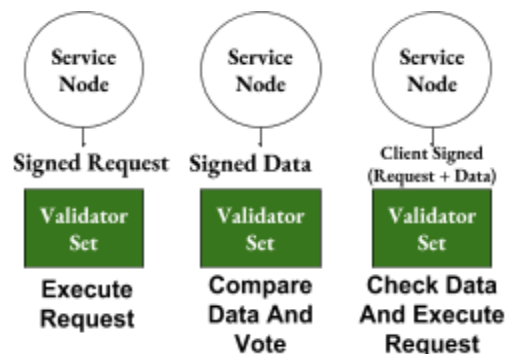 Service
Node
Signed Request
Validator
Set
Execute
Request
Service
Node
Signed Data
Validator
Set
Compare
Data And
Vote
Service
Node
Client Signed
(Request + Data)
Validator
Set
Check Data
And Execute
Request